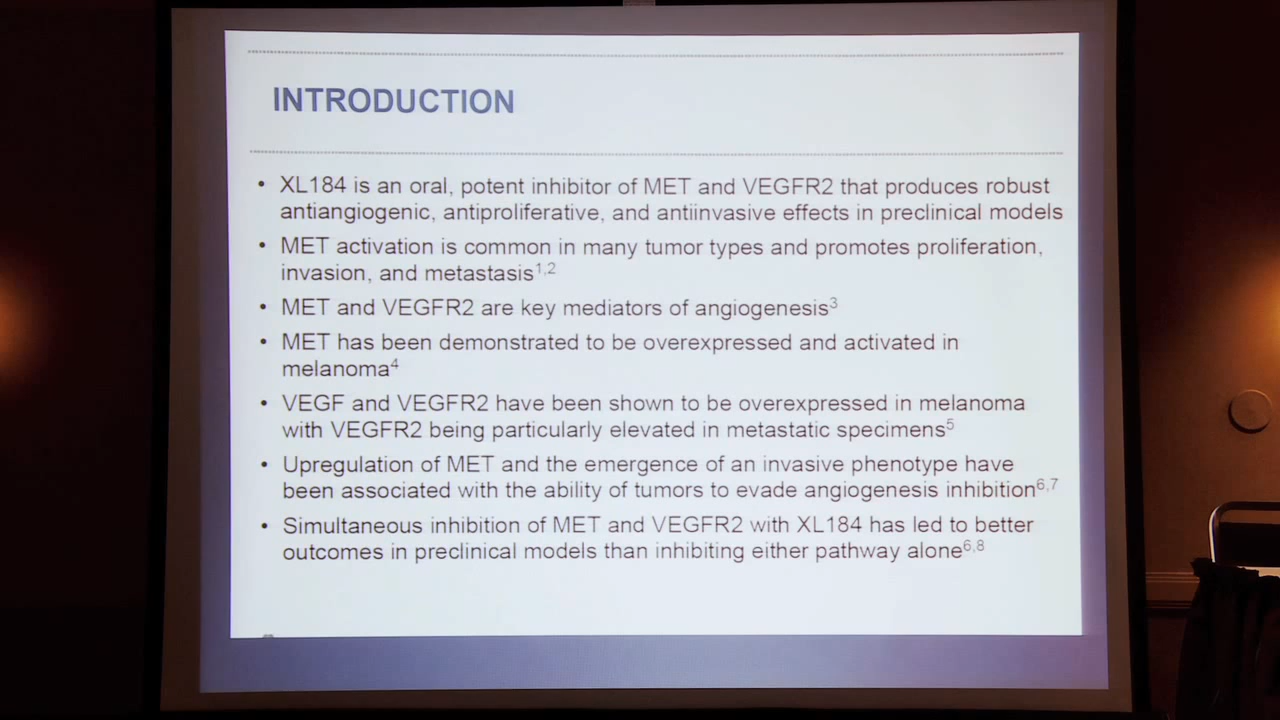 INTRODUCTION
• XL184 is an oral, potent inhibitor of MET and VEGFR2 that produces robust
antiangiogenic, antiproliferative, and antiinvasive effects in preclinical models
• MET activation is common in many tumor types and promotes proliferation,
invasion, and metastasis1,2
• MET and VEGFR2 are key mediators of angiogenesis3
• MET has been demonstrated to be overexpressed and activated in
melanoma4
• VEGF and VEGFR2 have been shown to be overexpressed in melanoma
with VEGFR2 being particularly elevated in metastatic specimens5
• Upregulation of MET and the emergence of an invasive phenotype have
been associated with the ability of tumors to evade angiogenesis inhibition6,7
• Simultaneous inhibition of MET and VEGFR2 with XL184 has led to better
outcomes in preclinical models than inhibiting either pathway alone6,8